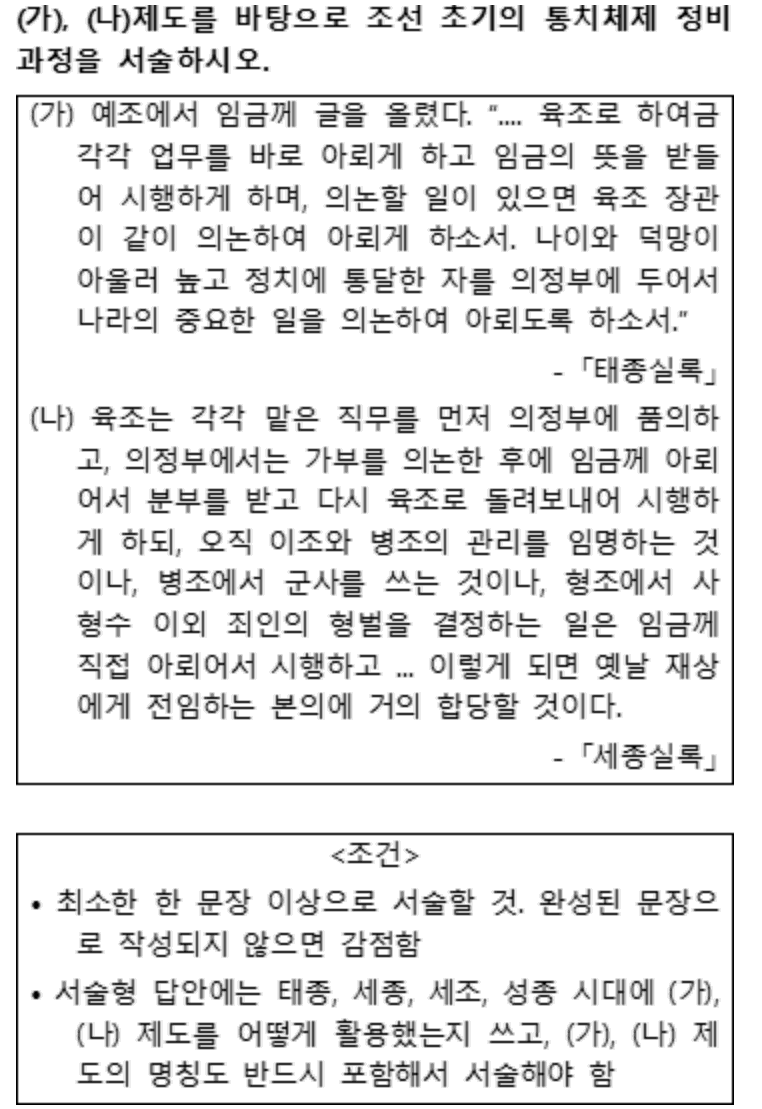 (가), (나)제도를 바탕으로 조선 초기의 통치체제 정비
과정을 서술하시오.
(가) 예조에서 임금께 글을 올렸다. ".... 육조로 하여금
각각 업무를 바로 아뢰게 하고 임금의 뜻을 받들
어 시행하게 하며, 의논할 일이 있으면 육조 장관
이 같이 의논하여 아뢰게 하소서. 나이와 덕망이
아울러 높고 정치에 통달한 자를 의정부에 두어서
나라의 중요한 일을 의논하여 아뢰도록 하소서."
- 「태종실록」
(나) 육조는 각각 맡은 직무를 먼저 의정부에 품의하
고, 의정부에서는 가부를 의논한 후에 임금께 아뢰
어서 분부를 받고 다시 육조로 돌려보내어 시행하
게 하되, 오직 이조와 병조의 관리를 임명하는 것
이나, 병조에서 군사를 쓰는 것이나, 형조에서 사
형수 이외 죄인의 형벌을 결정하는 일은 임금께
직접 아뢰어서 시행하고 ... 이렇게 되면 옛날 재상
에게 전임하는 본의에 거의 합당할 것이다.
- 「세종실록」
<조건>
• 최소한 한 문장 이상으로 서술할 것. 완성된 문장으
로 작성되지 않으면 감점함
• 서술형 답안에는 태종, 세종, 세조, 성종 시대에 (가),
(나) 제도를 어떻게 활용했는지 쓰고, (가), (나) 제
도의 명칭도 반드시 포함해서 서술해야 함